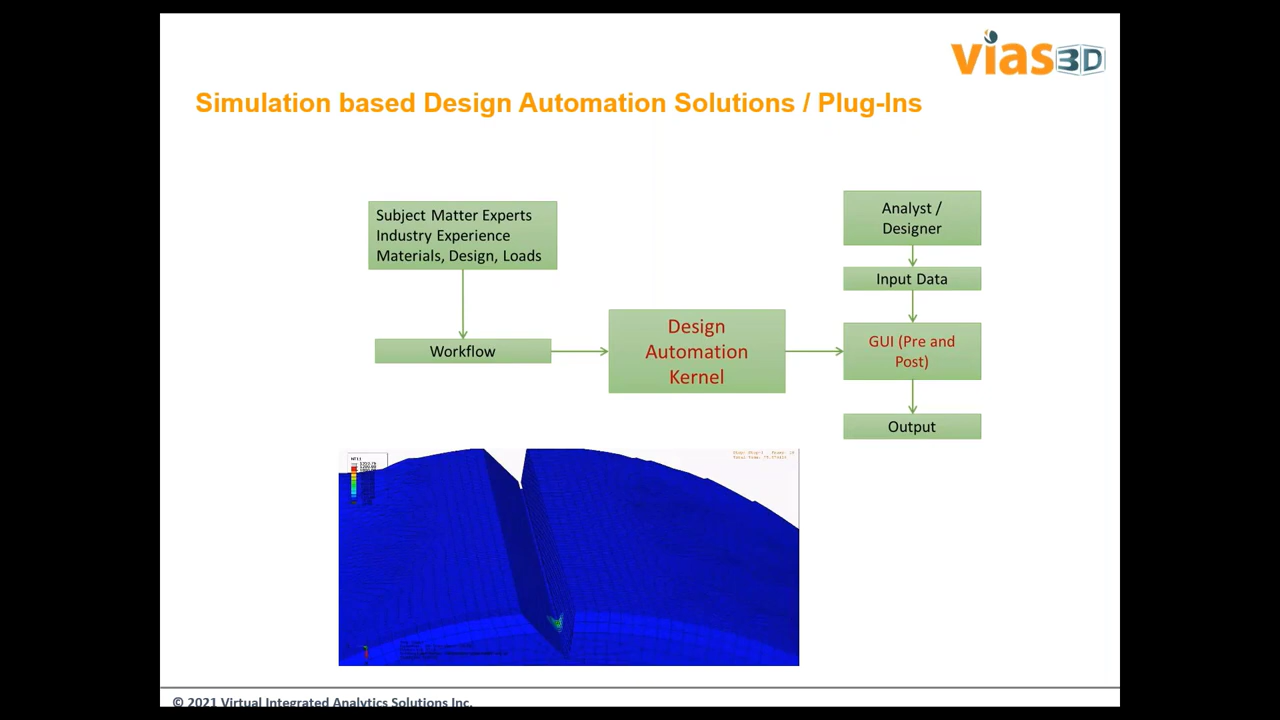 vias3D
Simulation based Design Automation Solutions / Plug-Ins
Subject Matter Experts
Industry Experience
Materials, Design, Loads
Workflow
Design
Automation
Kernel
Analyst /
Designer
Input Data
GUI (Pre and
Post)
Output
NT11
© 2021 Virtual Integrated Analytics Solutions Inc.